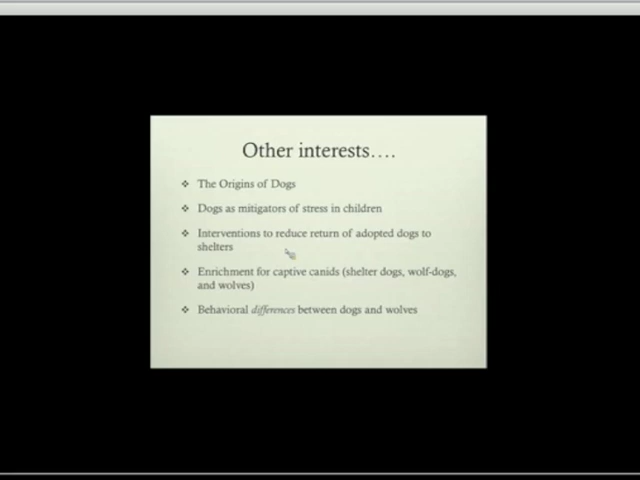 Other interests....
❖ The Origins of Dogs
❖ Dogs as mitigators of stress in children
❖ Interventions to reduce return of adopted dogs to
shelters
❖ Enrichment for captive canids (shelter dogs, wolf-dogs,
and wolves)
❖ Behavioral differences between dogs and wolves